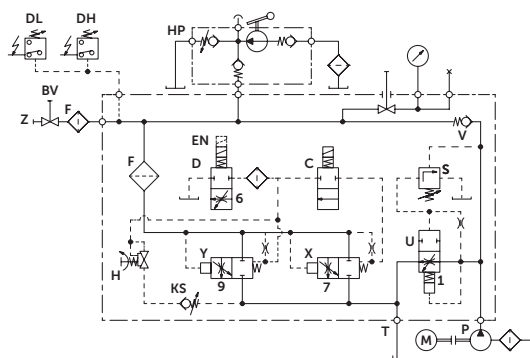 DL DH HP
BV
Z F V
EN
F D C S
6
U
Y X
H 1
9 7
KS
T M P